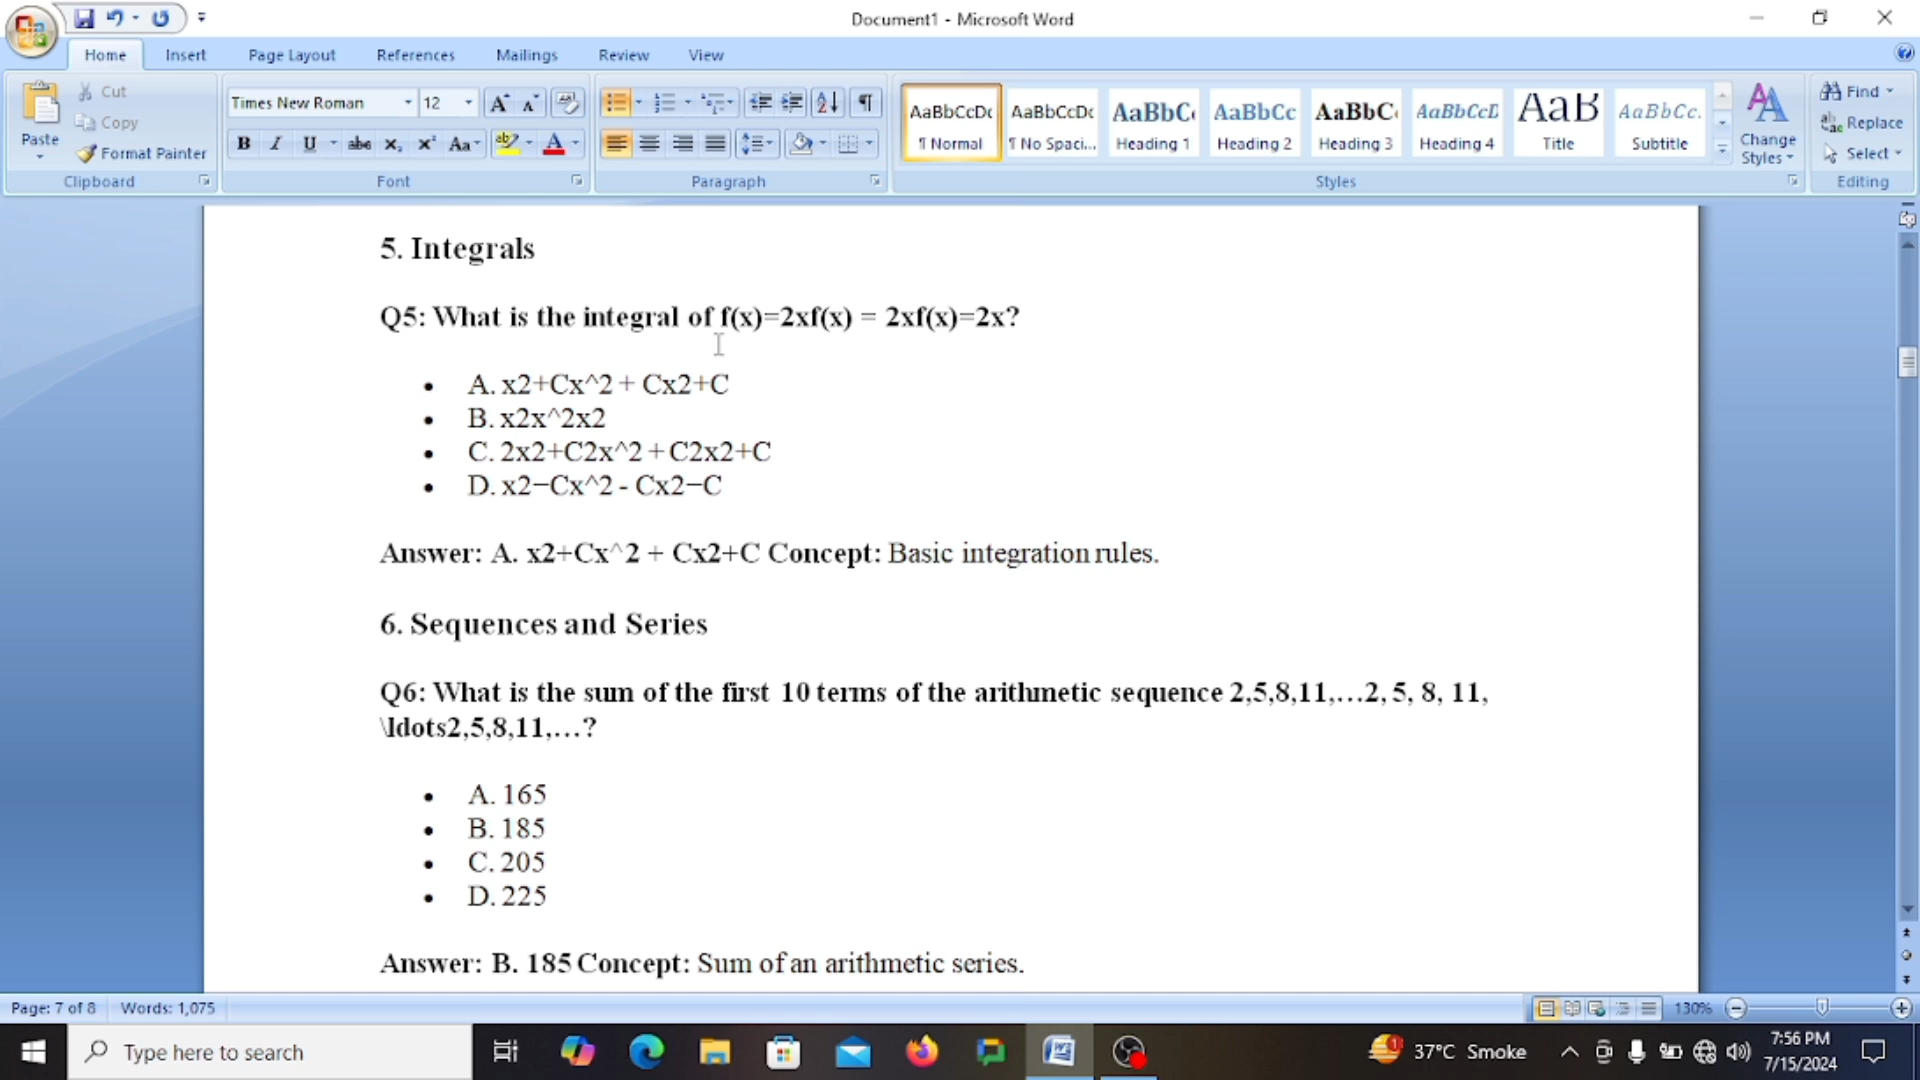 Document1 - Microsoft Word
Home Insert Page Layout References Mailings Review View
Paste
Cut
Copy
Format Painter
Clipboard
Times New Roman 12
B I U abc x₂ x² Aa
Font
Paragraph
AaBbCcDc AaBbCcDc AaBbC AaBbCc AaBbC AaBbCcD AaB AaBbCc.
¶ Normal ¶ No Spaci... Heading 1 Heading 2 Heading 3 Heading 4 Title Subtitle
Change Styles
Styles
Find
Replace
Select
Editing
5. Integrals
Q5: What is the integral of f(x)=2xf(x) = 2xf(x)=2x?
• A. x2+Cx^2 + Cx2+C
• B. x2x^2x2
• C. 2x2+C2x^2 + C2x2+C
• D. x2−Cx^2 - Cx2−C
Answer: A. x2+Cx^2 + Cx2+C Concept: Basic integration rules.
6. Sequences and Series
Q6: What is the sum of the first 10 terms of the arithmetic sequence 2,5,8,11,…2, 5, 8, 11,
\ldots2,5,8,11,…?
• A. 165
• B. 185
• C. 205
• D. 225
Answer: B. 185 Concept: Sum of an arithmetic series.
Page: 7 of 8 Words: 1,075 130%
Type here to search
37°C Smoke
7:56 PM
7/15/2024